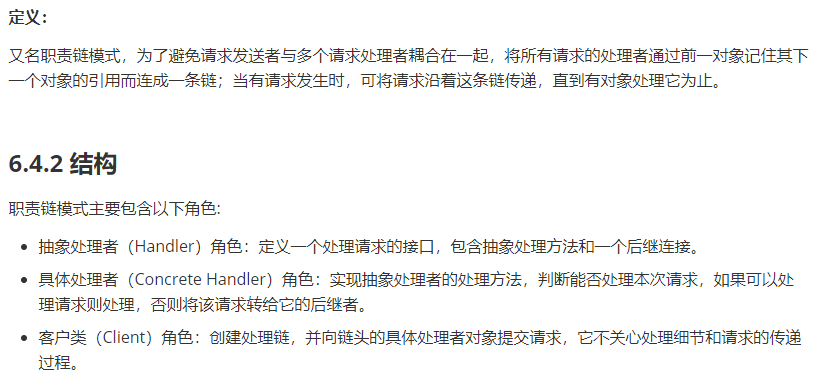 定义：
又名职责链模式，为了避免请求发送者与多个请求处理者耦合在一起，将所有请求的处理者通过前一对象记住其下
一个对象的引用而连成一条链；当有请求发生时，可将请求沿着这条链传递，直到有对象处理它为止。
6.4.2 结构
职责链模式主要包含以下角色:
抽象处理者（Handler）角色：定义一个处理请求的接口，包含抽象处理方法和一个后继连接。
具体处理者（Concrete Handler）角色：实现抽象处理者的处理方法，判断能否处理本次请求，如果可以处
理请求则处理，否则将该请求转给它的后继者。
客户类（Client）角色：创建处理链，并向链头的具体处理者对象提交请求，它不关心处理细节和请求的传递
过程。